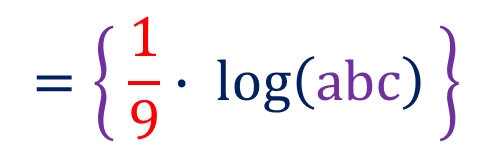 = { 1/9 · log(abc) }